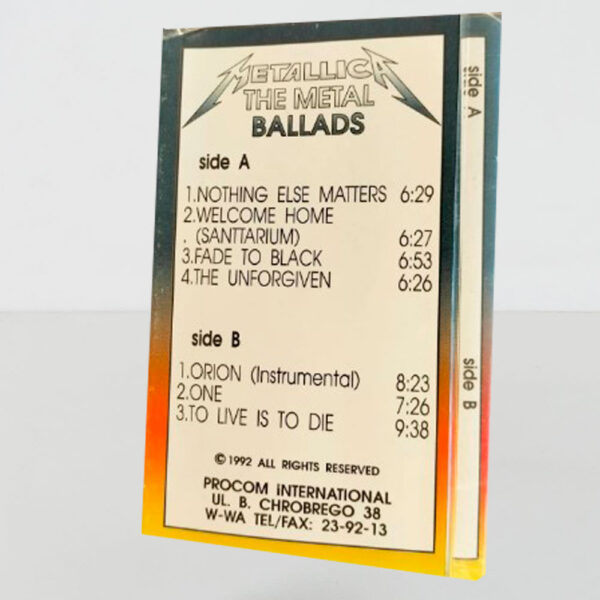 METALLICA
THE METAL
BALLADS
side A
1.NOTHING ELSE MATTERS 6:29
2.WELCOME HOME
. (SANTTARIUM) 6:27
3.FADE TO BLACK 6:53
4.THE UNFORGIVEN 6:26
side B
1.ORION (Instrumental) 8:23
2.ONE 7:26
3.TO LIVE IS TO DIE 9:38
© 1992 ALL RIGHTS RESERVED
PROCOM INTERNATIONAL
UL. B. CHROBREGO 38
W-WA TEL/FAX: 23-92-13
side A
side B